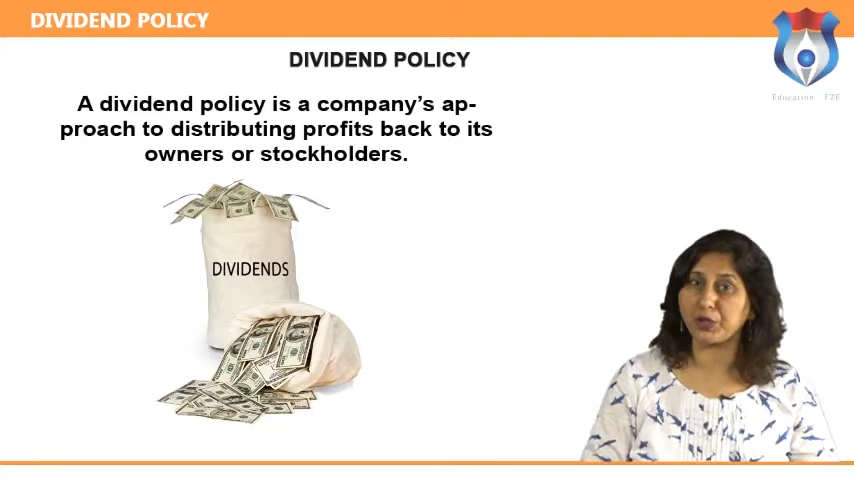 DIVIDEND POLICY
DIVIDEND POLICY
A dividend policy is a company's ap-
proach to distributing profits back to its
owners or stockholders.
DIVIDENDS
Education FZE